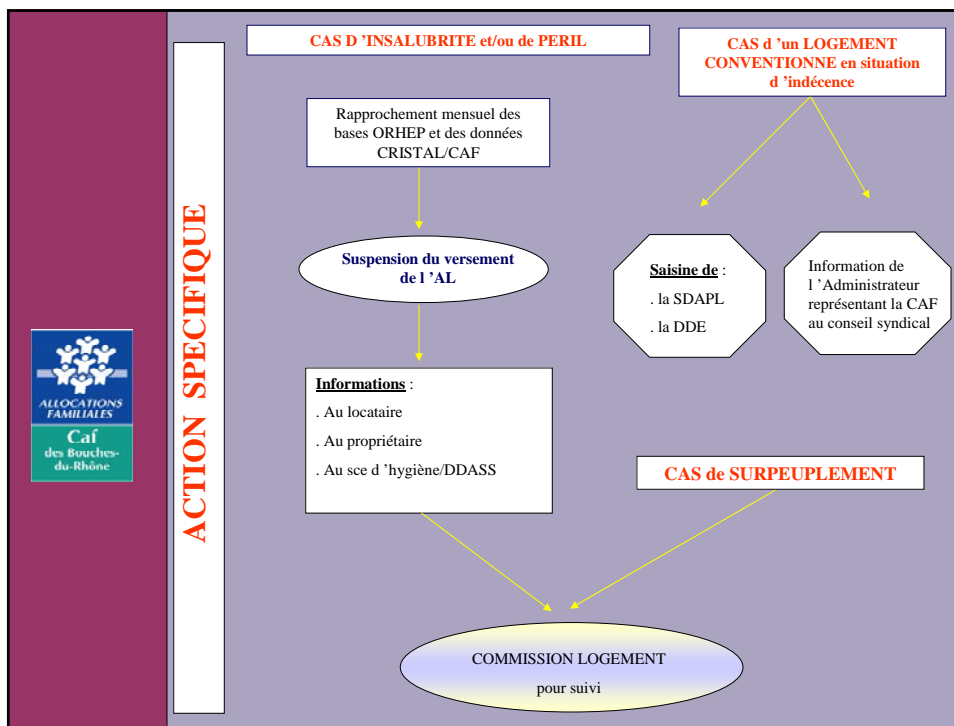 ACTION SPECIFIQUE
ALLOCATIONS
FAMILIALES
Caf
des Bouches-
du-Rhône
CAS D ’INSALUBRITE et/ou de PERIL
Rapprochement mensuel des
bases ORHEP et des données
CRISTAL/CAF
Suspension du versement
de l ’AL
Informations :
. Au locataire
. Au propriétaire
. Au sce d ’hygiène/DDASS
CAS d ’un LOGEMENT
CONVENTIONNE en situation
d ’indécence
Saisine de :
. la SDAPL
. la DDE
Information de
l ’Administrateur
représentant la CAF
au conseil syndical
CAS de SURPEUPLEMENT
COMMISSION LOGEMENT
pour suivi